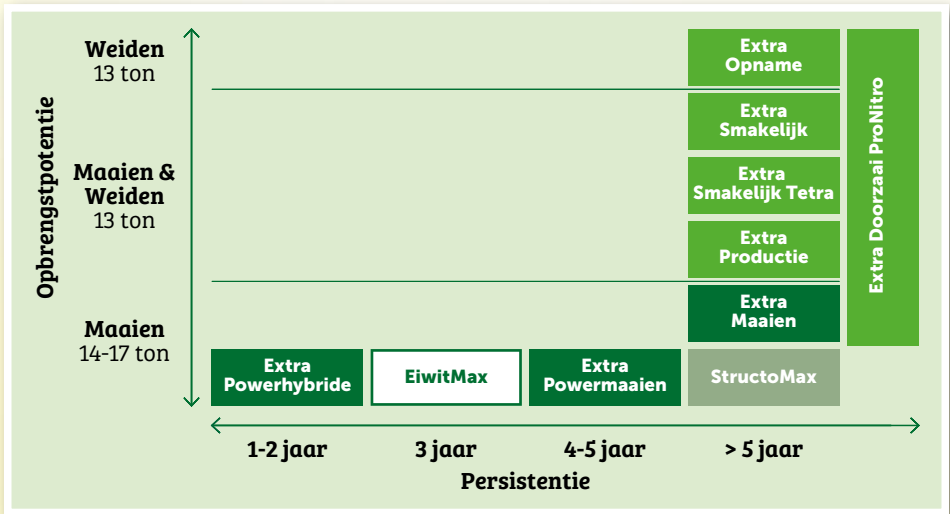 Opbrengstpotentie
Weiden
13 ton
Maaien &
Weiden
13 ton
Maaien
14-17 ton
Extra
Opname
Extra
Smakelijk
Extra
Smakelijk Tetra
Extra
Productie
Extra
Maaien
Extra Doorzaai ProNitro
Extra
Powerhybride
EiwitMax
Extra
Powermaaien
StructoMax
1-2 jaar
3 jaar
4-5 jaar
> 5 jaar
Persistentie